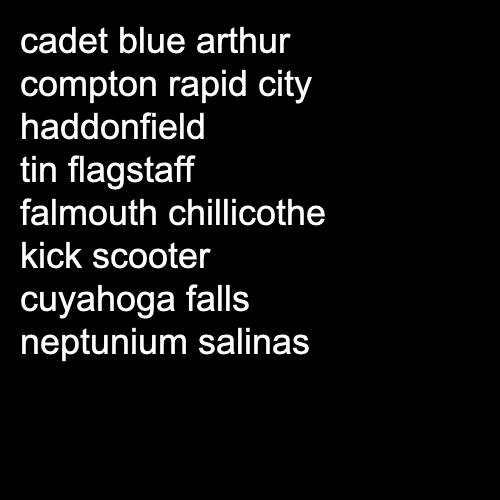 cadet blue arthur
compton rapid city
haddonfield
tin flagstaff
falmouth chillicothe
kick scooter
cuyahoga falls
neptunium salinas